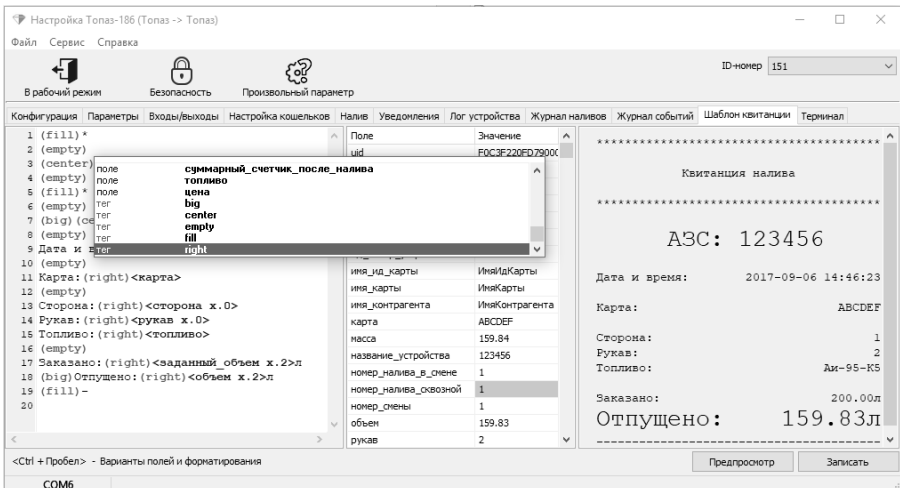 Настройка Топаз-186 (Топаз -> Топаз)
Файл Сервис Справка
В рабочий режим Безопасность Произвольный параметр
ID-номер 151
Конфигурация Параметры Входы/выходы Настройка кошельков Налив Уведомления Лог устройства Журнал наливов Журнал событий Шаблон квитанции Терминал
1 (fill)*
2 (empty)
3 (center)
4 (empty)
5 (fill)*
6 (empty)
7 (big)(ce
8 (empty)
9 Дата и в
10 (empty)
11 Карта:(right)<карта>
12 (empty)
13 Сторона:(right)<сторона x.0>
14 Рукав:(right)<рукав x.0>
15 Топливо:(right)<топливо>
16 (empty)
17 Заказано:(right)<заданный_объем x.2>л
18 (big)Отпущено:(right)<объем x.2>л
19 (fill)-
20
поле суммарный_счетчик_после_налива
поле топливо
поле цена
тег big
тег center
тег empty
тег fill
тег right
Поле Значение
uid F0C3F220FD7900
имя_ид_карты ИмяИдКарты
имя_карты ИмяКарты
имя_контрагента ИмяКонтрагента
карта ABCDEF
масса 159.84
название_устройства 123456
номер_налива_в_смене 1
номер_налива_сквозной 1
номер_смены 1
объем 159.83
рукав 2
****************************************
Квитанция налива
****************************************
АЗС: 123456
Дата и время: 2017-09-06 14:46:23
Карта: ABCDEF
Сторона: 1
Рукав: 2
Топливо: Аи-95-К5
Заказано: 200.00л
Отпущено: 159.83л
----------------------------------------
<Ctrl + Пробел> - Варианты полей и форматирования
Предпросмотр Записать
COM6